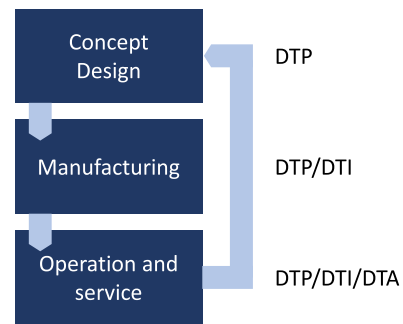 Concept
Design
DTP
Manufacturing
DTP/DTI
Operation and
service
DTP/DTI/DTA